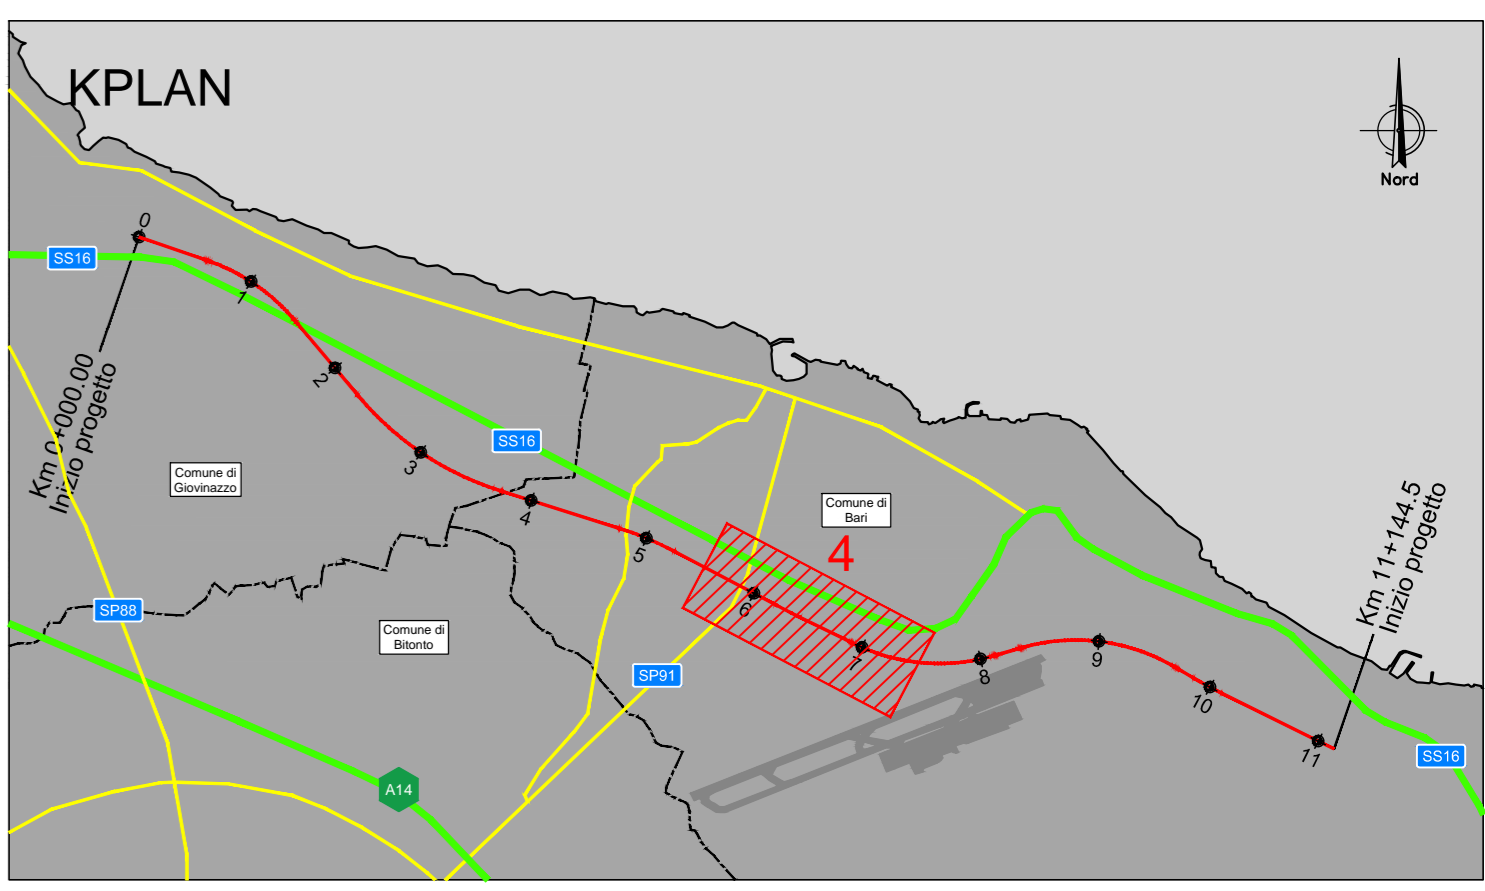 KPLAN
Nord
0
SS16
1
Km 0+000.00
Inizio progetto
2
SS16
3
Comune di
Giovinazzo
4
Comune di
Bari
4
5
Km 11+144.5
Inizio progetto
6
SP88
Comune di
Bitonto
7
8
9
SP91
10
11
SS16
A14